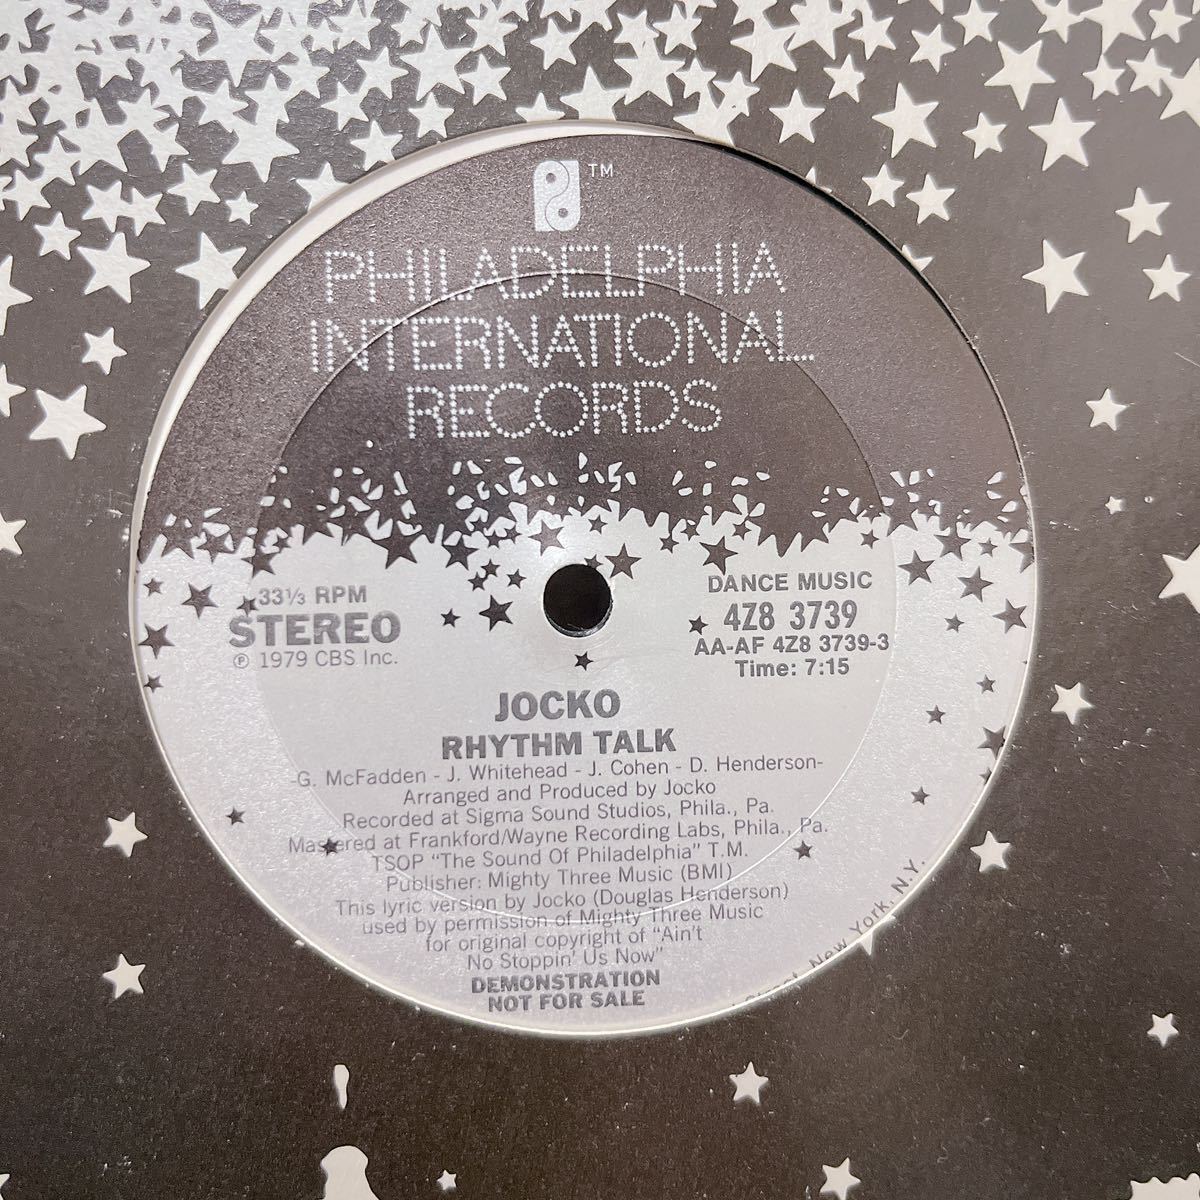 TM
PHILADELPHIA
INTERNATIONAL
RECORDS
33⅓ RPM
STEREO
℗ 1979 CBS Inc.
DANCE MUSIC
4Z8 3739
AA-AF 4Z8 3739-3
Time: 7:15
JOCKO
RHYTHM TALK
-G. McFadden - J. Whitehead - J. Cohen - D. Henderson-
Arranged and Produced by Jocko
Recorded at Sigma Sound Studios, Phila., Pa.
Mastered at Frankford/Wayne Recording Labs, Phila., Pa.
TSOP "The Sound Of Philadelphia" T.M.
Publisher: Mighty Three Music (BMI)
This lyric version by Jocko (Douglas Henderson)
used by permission of Mighty Three Music
for original copyright of "Ain't
No Stoppin' Us Now"
DEMONSTRATION
NOT FOR SALE
New York, N.Y.